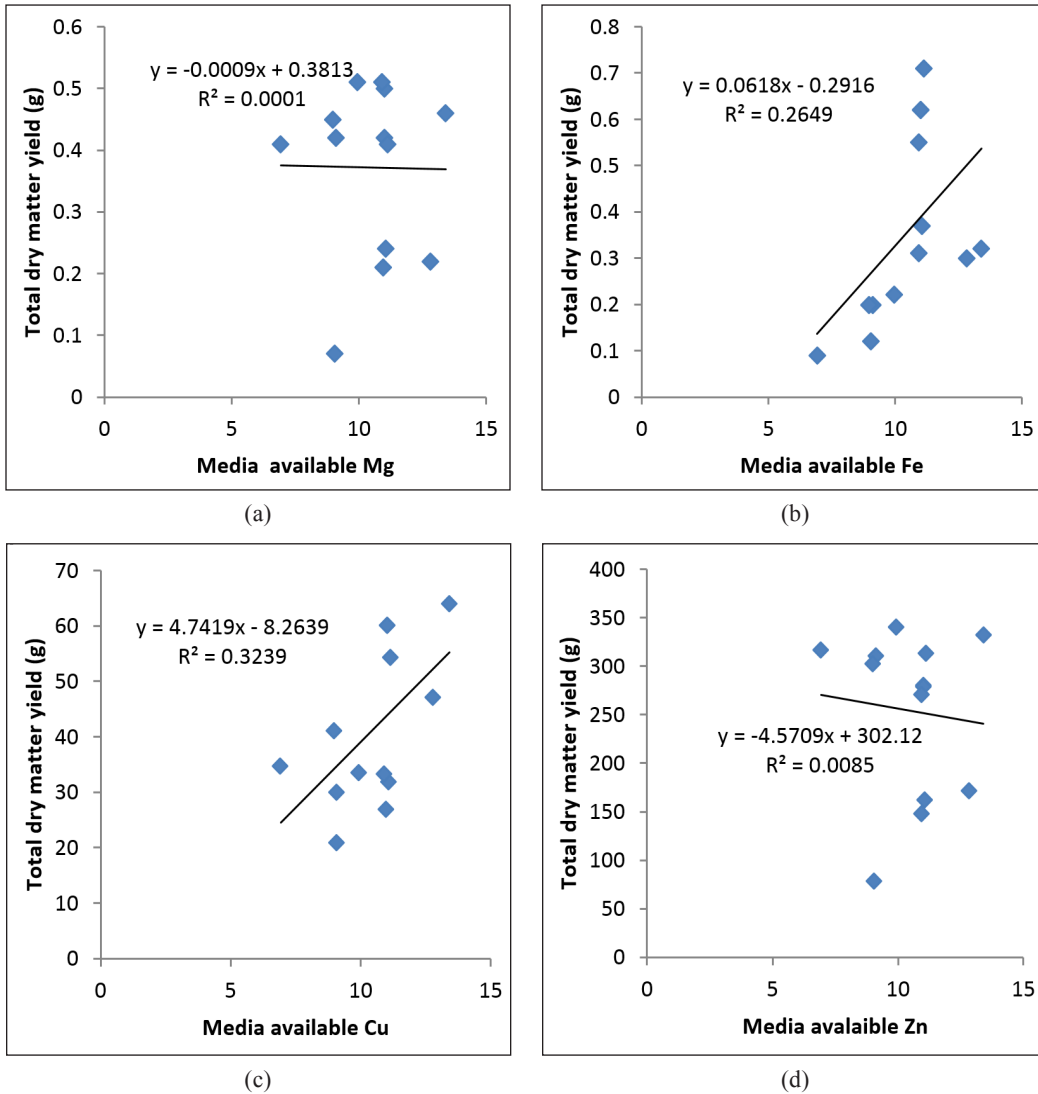 0.6
0.5
0.4
0.3
0.2
0.1
0
0
5
10
15
Total dry matter yield (g)
Media  available Mg
y = -0.0009x + 0.3813
R² = 0.0001
(a)
0.8
0.7
0.6
0.5
0.4
0.3
0.2
0.1
0
0
5
10
15
Total dry matter yield (g)
Media available Fe
y = 0.0618x - 0.2916
R² = 0.2649
(b)
70
60
50
40
30
20
10
0
0
5
10
15
Total dry matter yield (g)
Media available Cu
y = 4.7419x - 8.2639
R² = 0.3239
(c)
400
350
300
250
200
150
100
50
0
0
5
10
15
Total dry matter yield (g)
Media avalaible Zn
y = -4.5709x + 302.12
R² = 0.0085
(d)